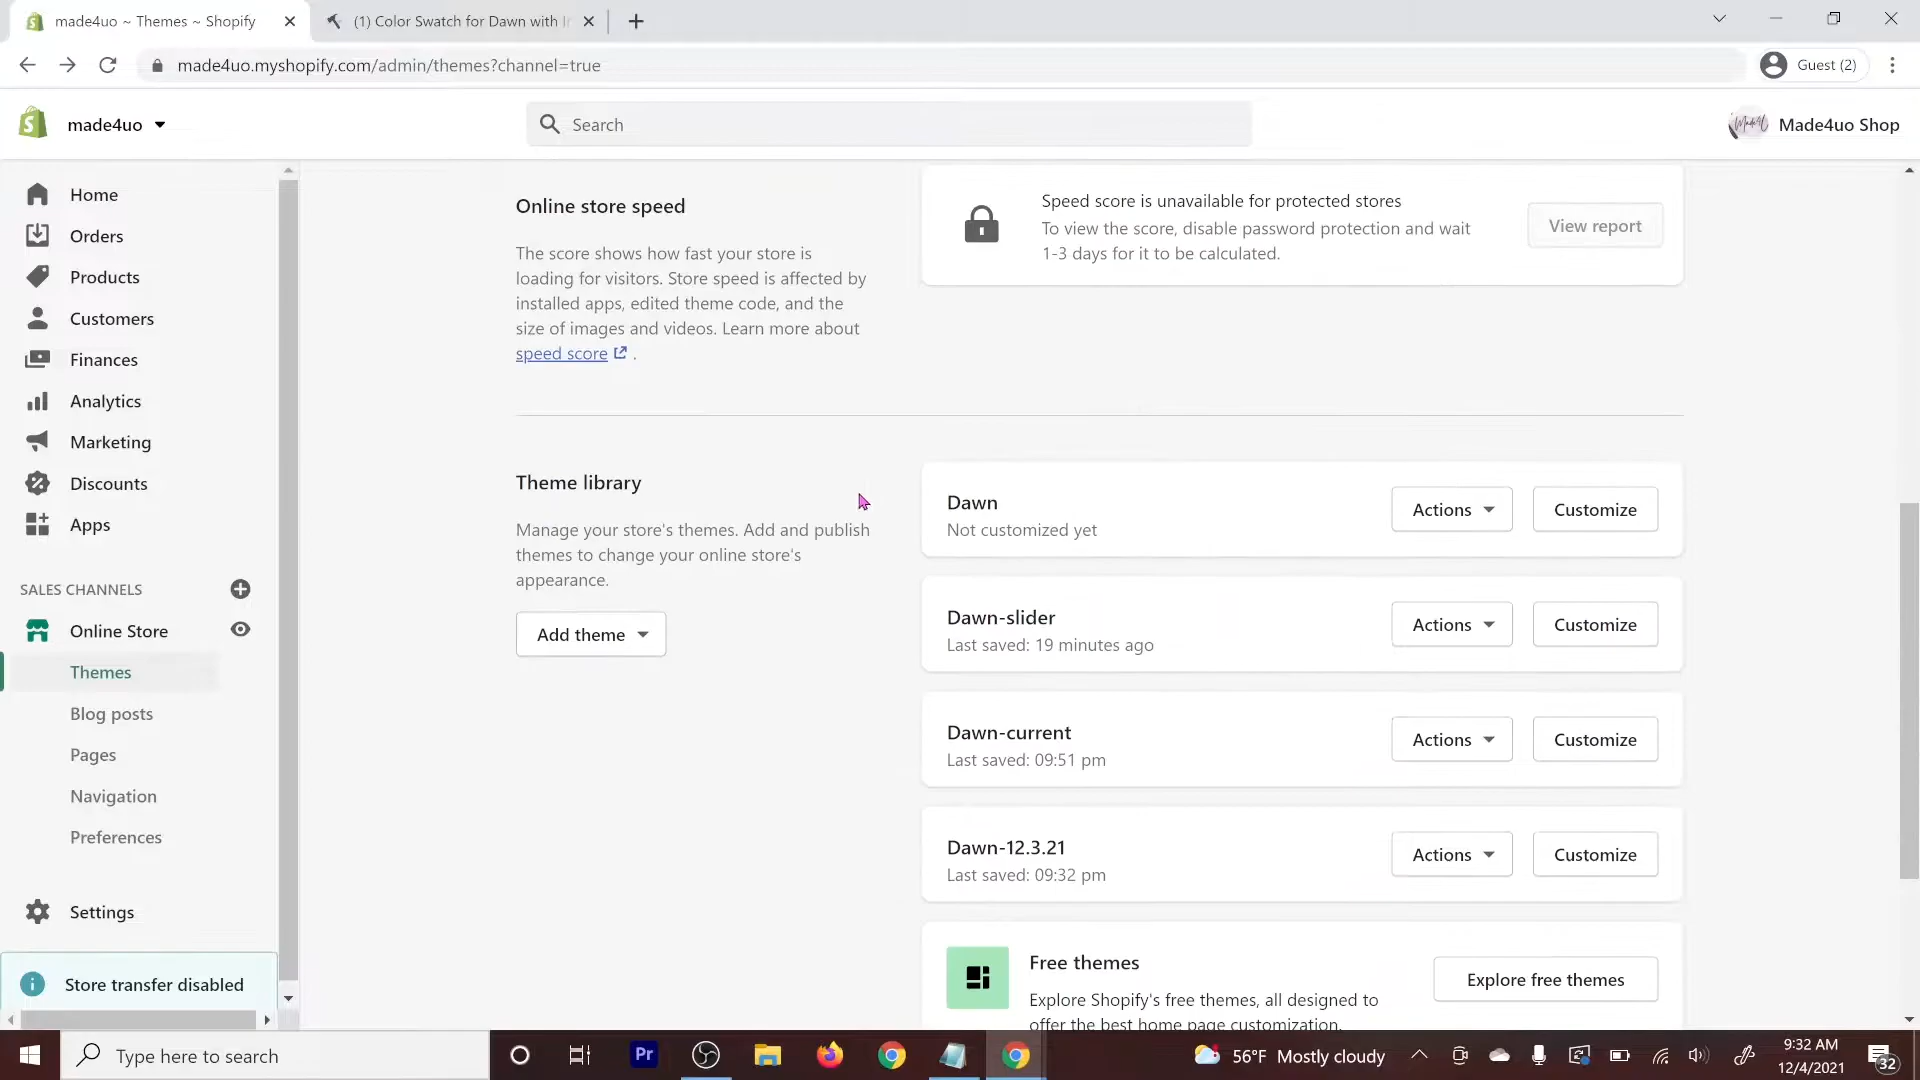 made4uo ~ Themes ~ Shopify
(1) Color Swatch for Dawn with I
made4uo.myshopify.com/admin/themes?channel=true
Guest (2)
made4uo
Search
Made4uo Shop
Home
Orders
Products
Customers
Finances
Analytics
Marketing
Discounts
Apps
SALES CHANNELS
Online Store
Themes
Blog posts
Pages
Navigation
Preferences
Settings
Store transfer disabled
Online store speed
The score shows how fast your store is
loading for visitors. Store speed is affected by
installed apps, edited theme code, and the
size of images and videos. Learn more about
speed score .
Speed score is unavailable for protected stores
To view the score, disable password protection and wait
1-3 days for it to be calculated.
View report
Theme library
Manage your store's themes. Add and publish
themes to change your online store's
appearance.
Add theme
Dawn
Not customized yet
Actions
Customize
Dawn-slider
Last saved: 19 minutes ago
Actions
Customize
Dawn-current
Last saved: 09:51 pm
Actions
Customize
Dawn-12.3.21
Last saved: 09:32 pm
Actions
Customize
Free themes
Explore Shopify's free themes, all designed to
offer the best home page customization.
Explore free themes
Type here to search
Pr
56°F Mostly cloudy
9:32 AM
12/4/2021
32